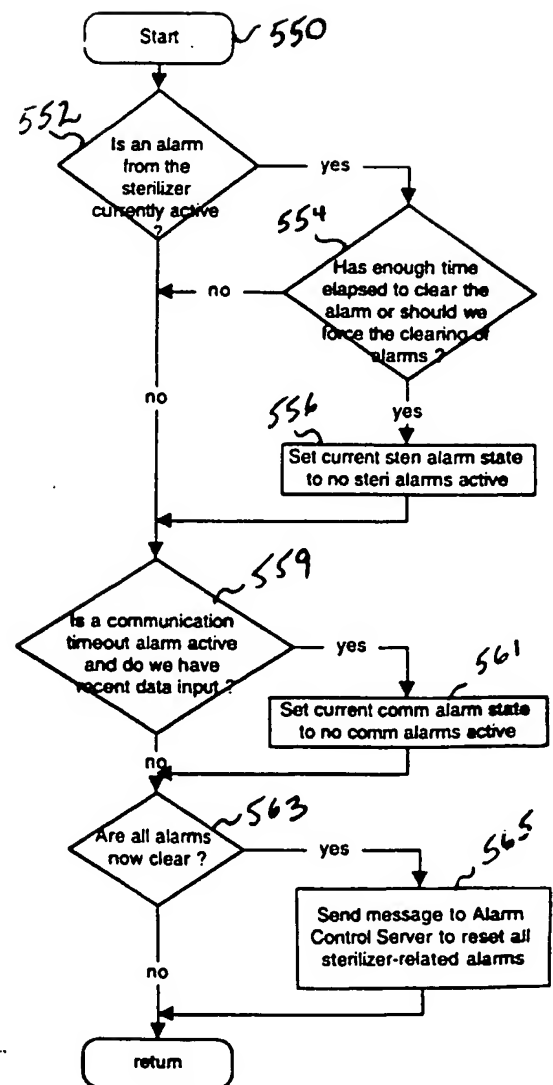 Start
550
552
Is an alarm
from the
sterilizer
currently active
?
yes
554
Has enough time
elapsed to clear the
alarm or should we
force the clearing of
alarms ?
no
no
yes
556
Set current steri alarm state
to no steri alarms active
559
Is a communication
timeout alarm active
and do we have
recent data input ?
yes
561
Set current comm alarm state
to no comm alarms active
no
563
Are all alarms
now clear ?
yes
565
Send message to Alarm
Control Server to reset all
sterilizer-related alarms
no
return